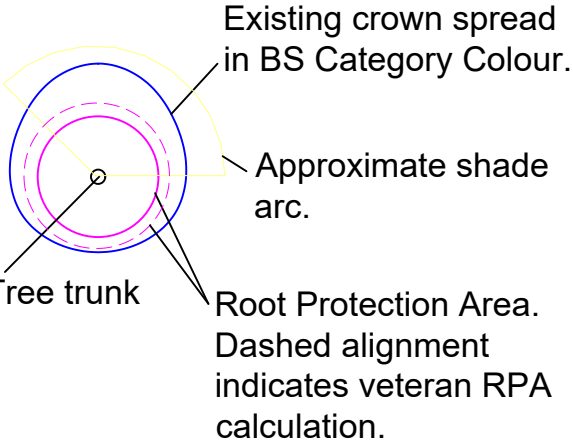 Existing crown spread
in BS Category Colour.
Approximate shade
arc.
Tree trunk
Root Protection Area.
Dashed alignment
indicates veteran RPA
calculation.